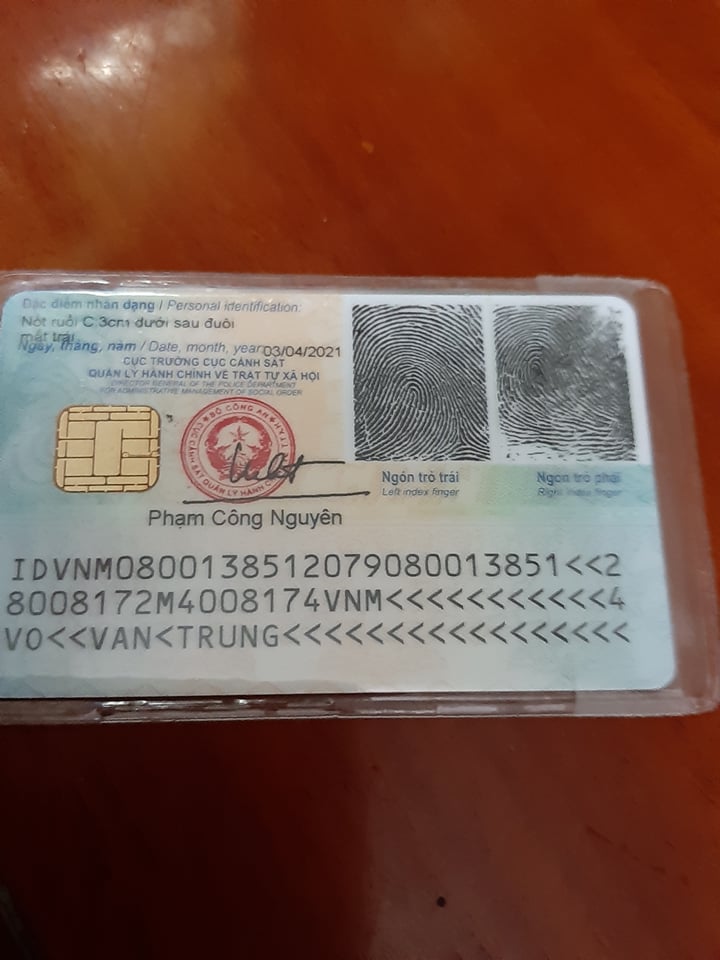 Đặc điểm nhân dạng / Personal identification:
Nốt ruồi C.3cm dưới sau đuôi
mắt trái
Ngày, tháng, năm / Date, month, year: 03/04/2021
CỤC TRƯỞNG CỤC CẢNH SÁT
QUẢN LÝ HÀNH CHÍNH VỀ TRẬT TỰ XÃ HỘI
DIRECTOR GENERAL OF THE POLICE DEPARTMENT
FOR ADMINISTRATIVE MANAGEMENT OF SOCIAL ORDER
BỘ CÔNG AN
CỤC CẢNH SÁT QUẢN LÝ HÀNH CHÍNH
Ngón trỏ trái
Left index finger
Ngón trỏ phải
Right index finger
Phạm Công Nguyên
IDVNM0800138512079080013851<<2
8008172M4008174VNM<<<<<<<<<<<4
VO<<VAN<TRUNG<<<<<<<<<<<<<<<<<